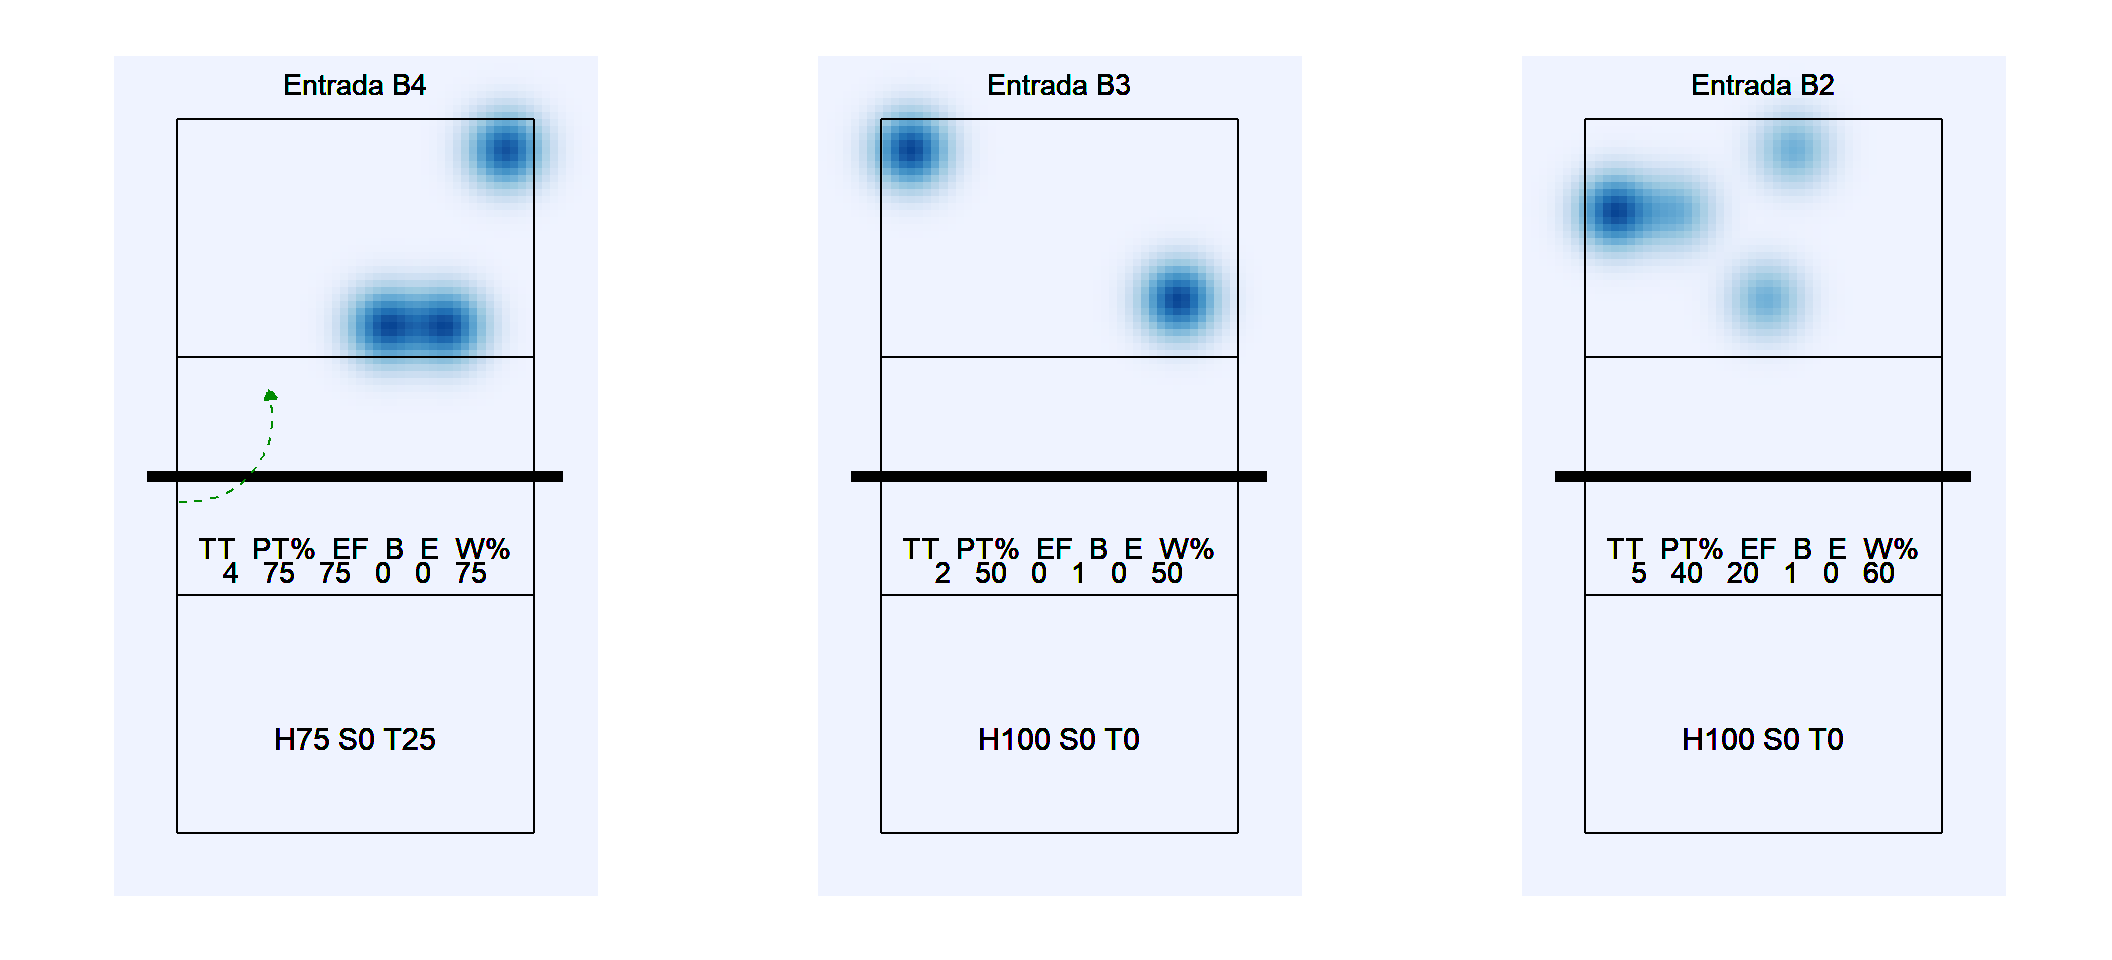 Entrada B4
TT PT% EF B E W%
4 75 75 0 0 75
H75 S0 T25
Entrada B3
TT PT% EF B E W%
2 50 0 1 0 50
H100 S0 T0
Entrada B2
TT PT% EF B E W%
5 40 20 1 0 60
H100 S0 T0